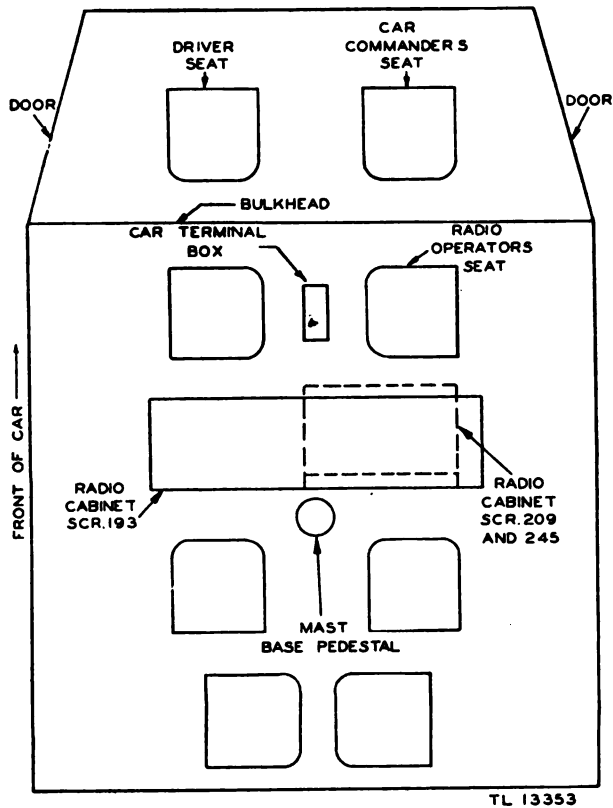 DRIVER
SEAT
CAR
COMMANDERS
SEAT
DOOR
DOOR
BULKHEAD
CAR TERMINAL
BOX
RADIO
OPERATORS
SEAT
FRONT OF CAR
RADIO
CABINET
SCR.193
RADIO
CABINET
SCR.209
AND 245
MAST
BASE PEDESTAL
TL 13353